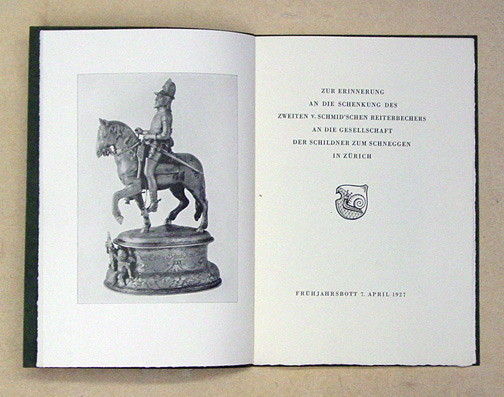 ZUR ERINNERUNG
AN DIE SCHENKUNG DES
ZWEITEN v. SCHMID'SCHEN REITERBECHERS
AN DIE GESELLSCHAFT
DER SCHILDNER ZUM SCHNEGGEN
IN ZÜRICH
FRÜHJAHRSBOTT 7. APRIL 1927